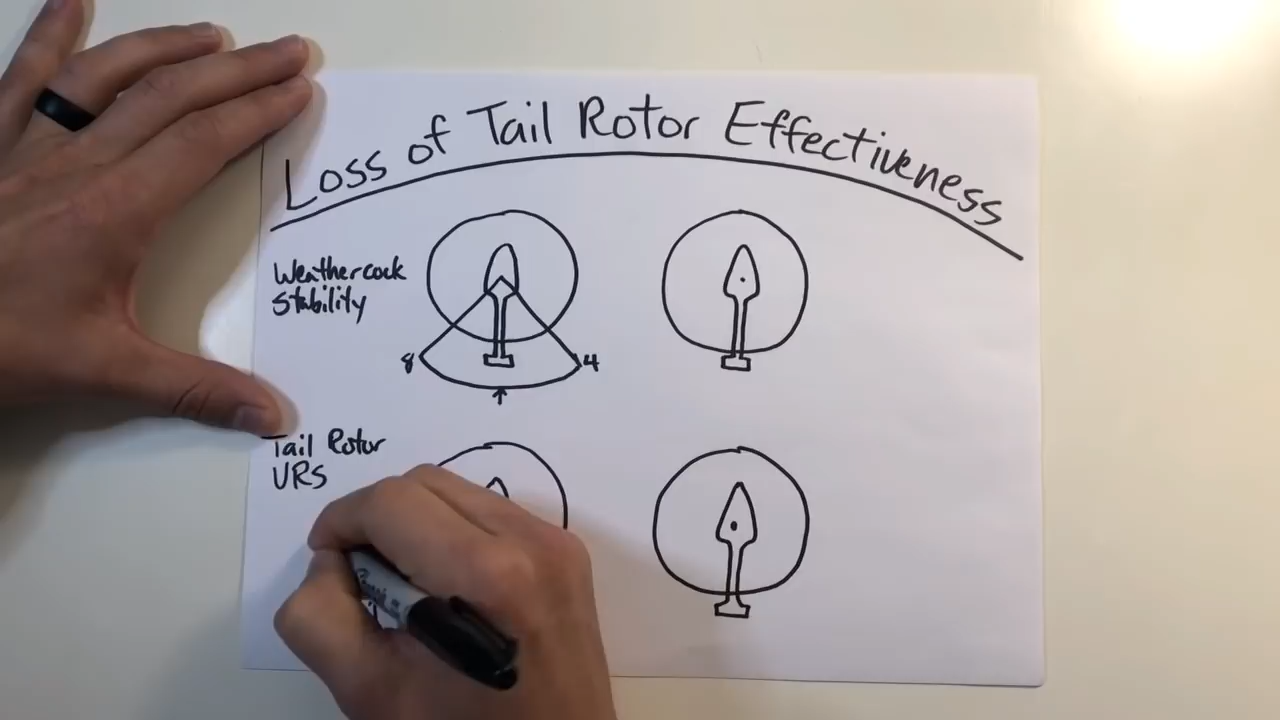 Loss of Tail Rotor Effectiveness
Weathercock
Stability
8
4
Tail Rotor
VRS